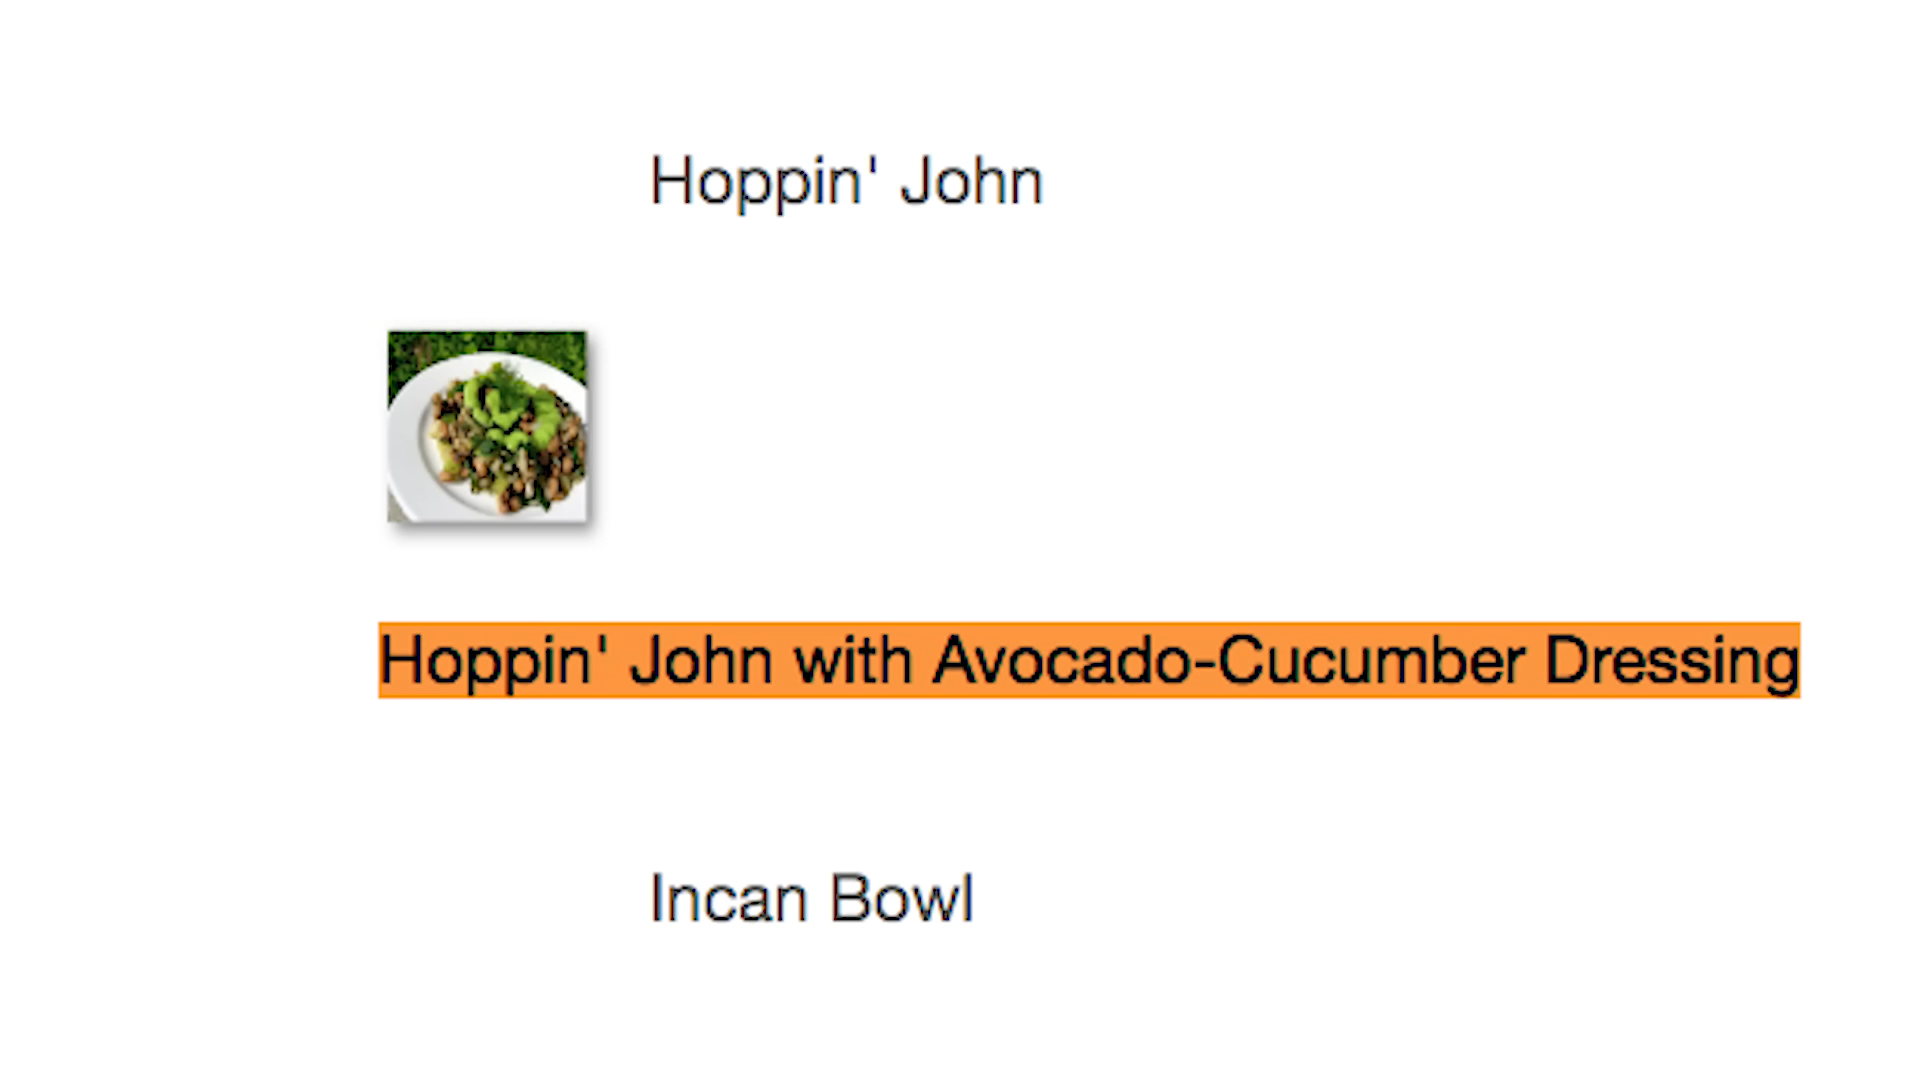 Hoppin' John
Hoppin' John with Avocado-Cucumber Dressing
Incan Bowl